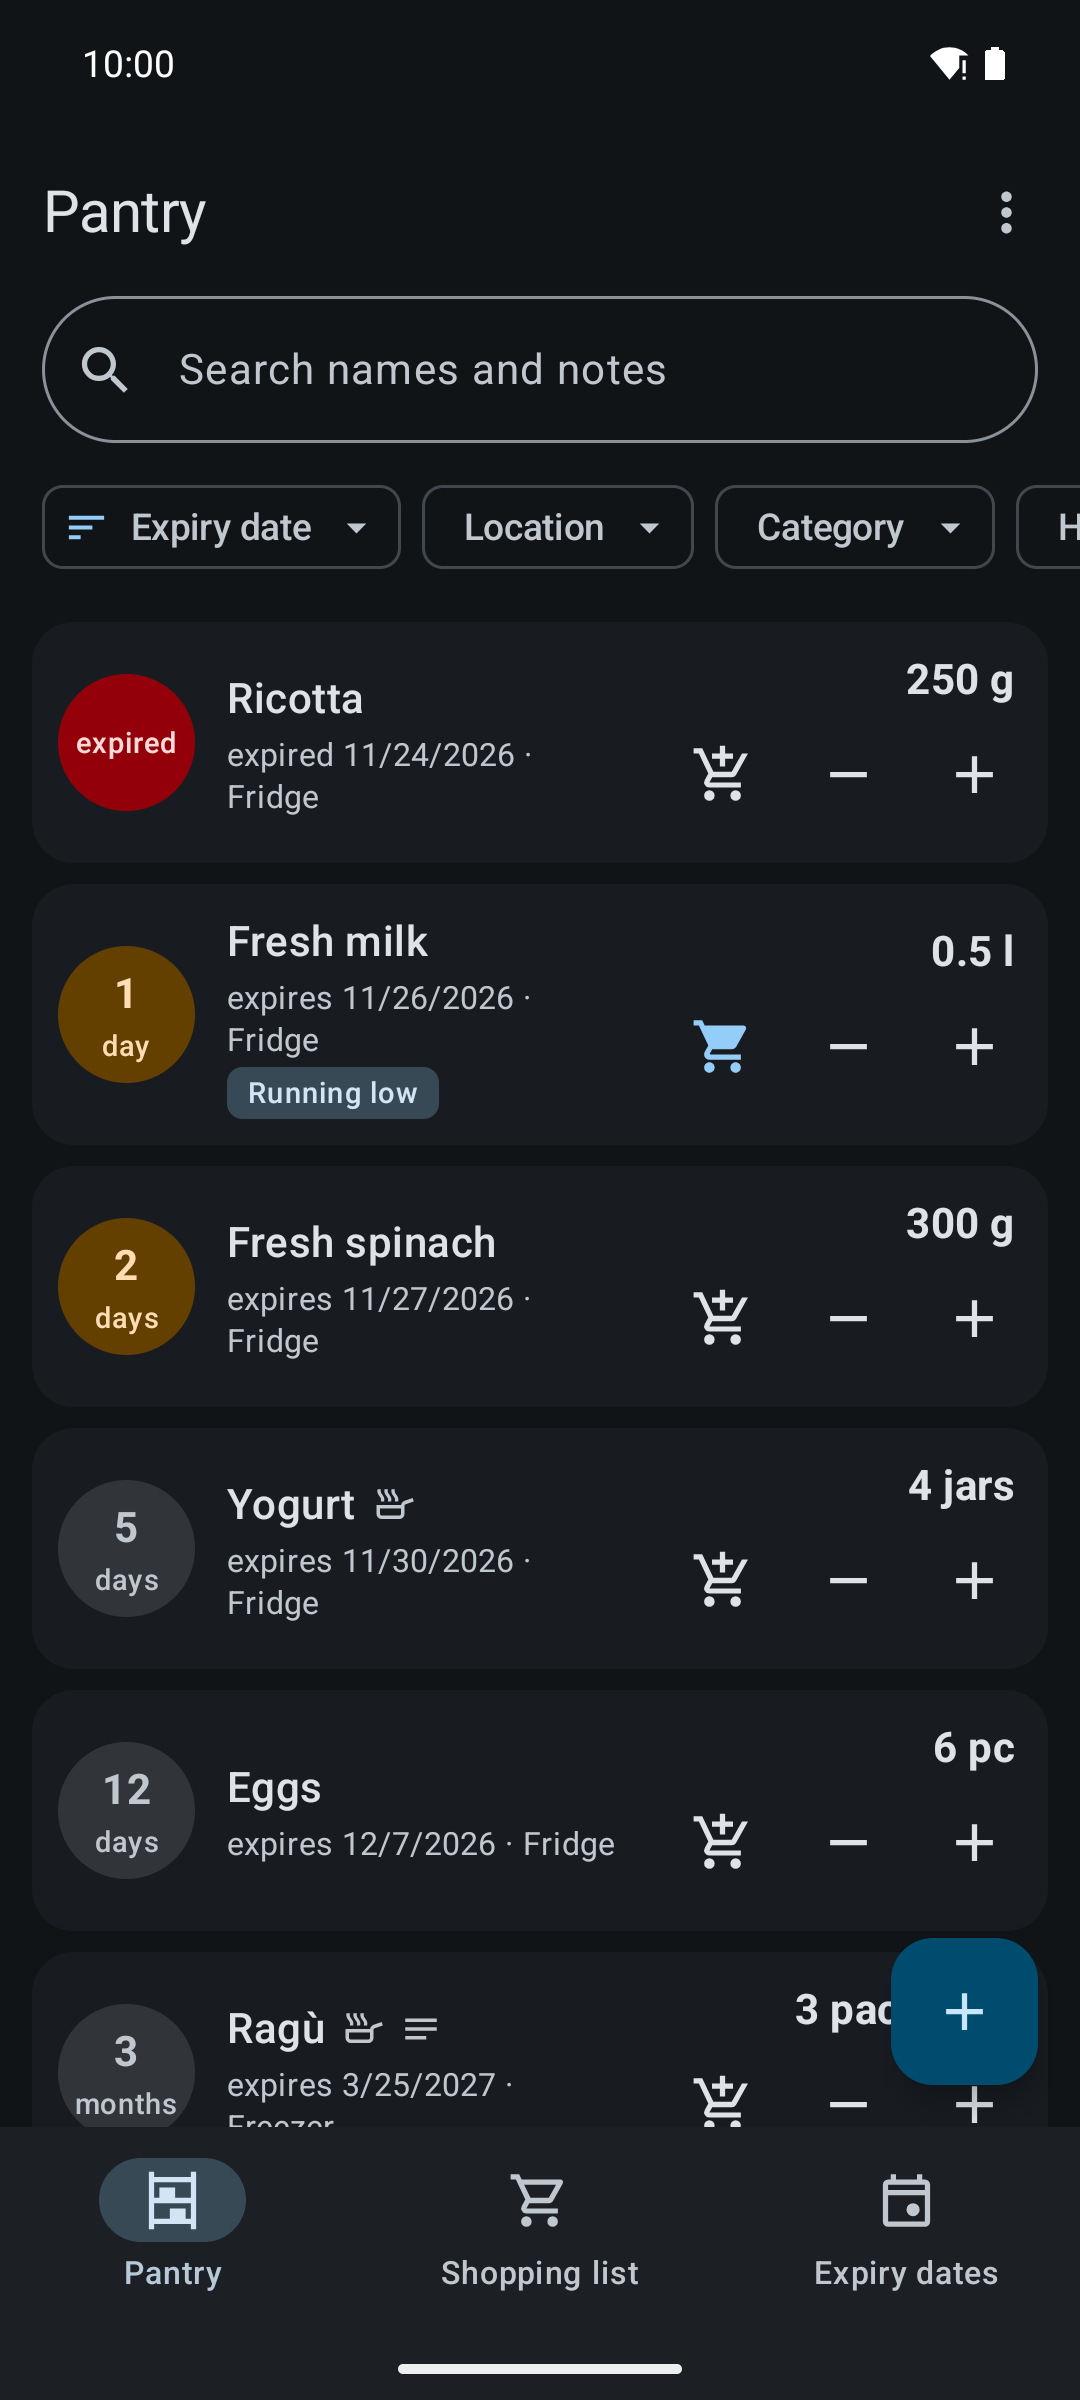 10:00
Pantry
Search names and notes
Expiry date
Location
Category
H
250 g
Ricotta
expired
expired 11/24/2026 ·
Fridge
Fresh milk
0.5 l
1
day
expires 11/26/2026 ·
Fridge
Running low
300 g
Fresh spinach
2
days
expires 11/27/2026 ·
Fridge
4 jars
Yogurt
5
days
expires 11/30/2026 ·
Fridge
6 pc
Eggs
12
days
expires 12/7/2026 · Fridge
3 pac
Ragù
3
months
expires 3/25/2027 ·
Freezer
Pantry
Shopping list
Expiry dates